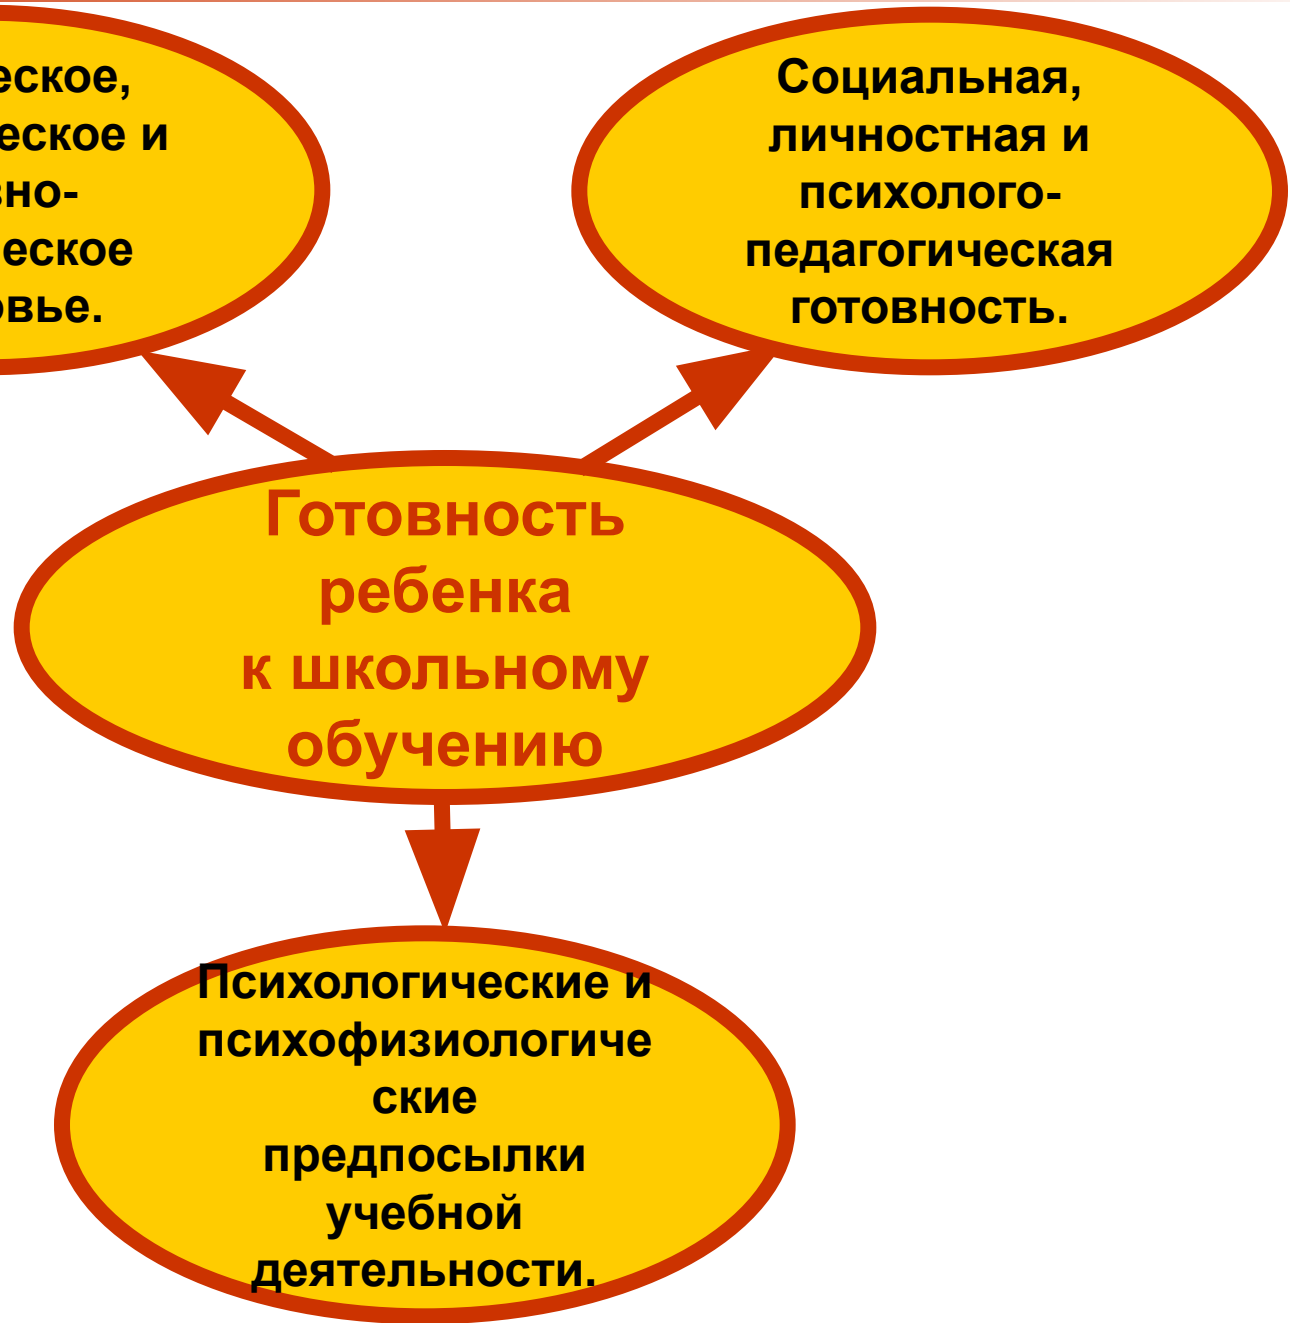 еское,
еское и
вно-
еское
овье.
Социальная,
личностная и
психолого-
педагогическая
готовность.
Готовность
ребенка
к школьному
обучению
Психологические и
психофизиологиче
ские
предпосылки
учебной
деятельности.